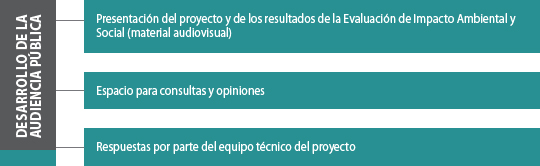 DESARROLLO DE LA
AUDIENCIA PÚBLICA
Presentación del proyecto y de los resultados de la Evaluación de Impacto Ambiental y
Social (material audiovisual)
Espacio para consultas y opiniones
Respuestas por parte del equipo técnico del proyecto